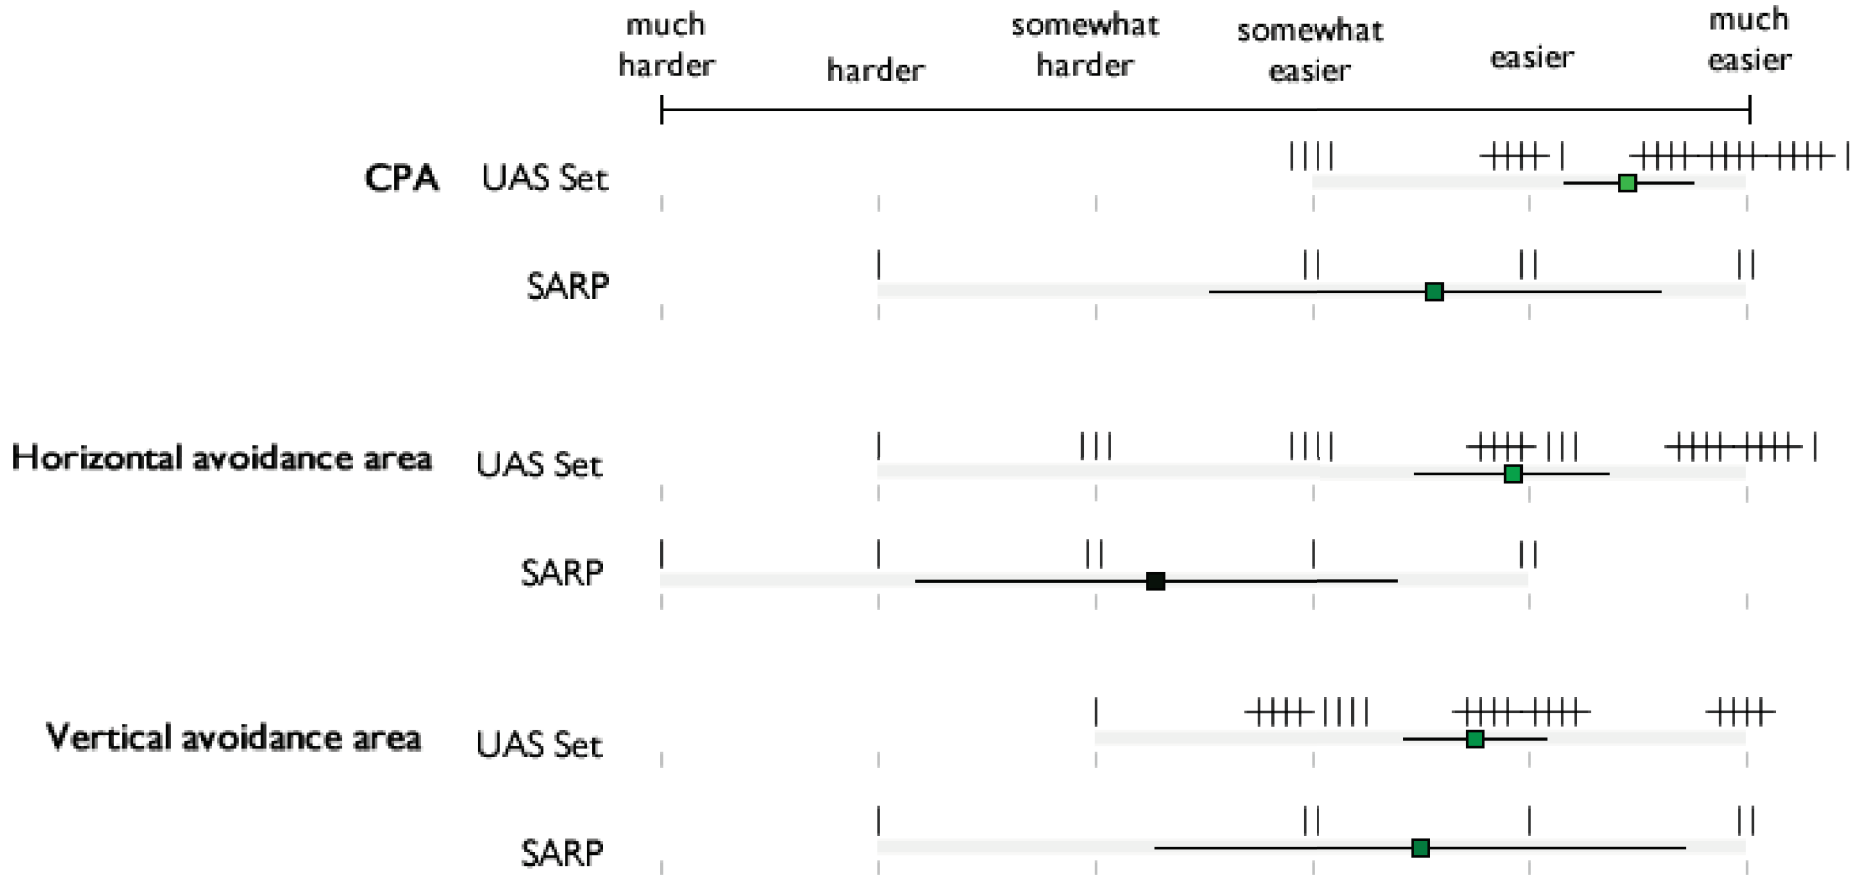 much
harder
harder
somewhat
harder
somewhat
easier
easier
much
easier
CPA UAS Set
SARP
Horizontal avoidance area UAS Set
SARP
Vertical avoidance area UAS Set
SARP